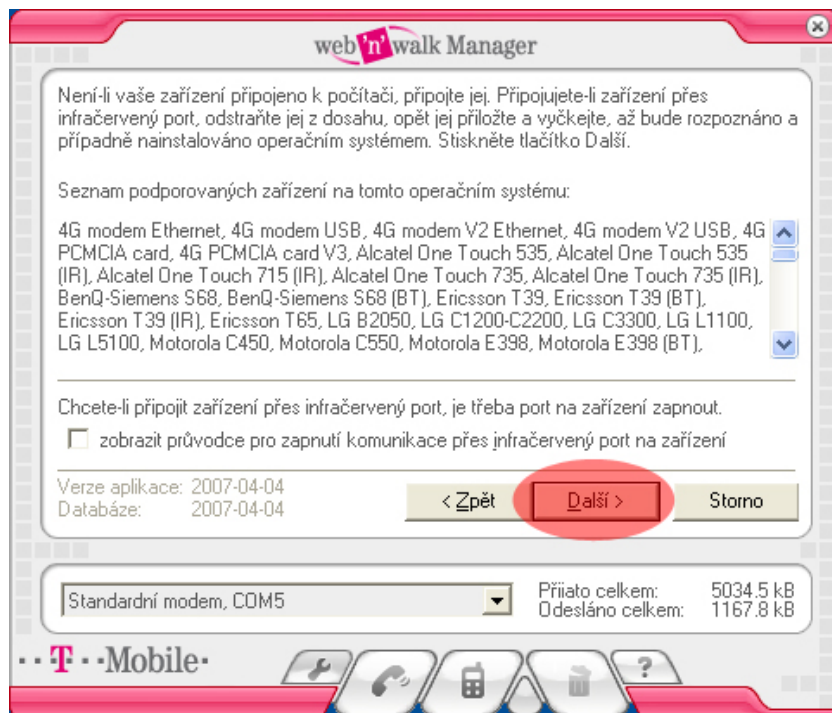 web'n'walk Manager
Není-li vaše zařízení připojeno k počítači, připojte jej. Připojujete-li zařízení přes
infračervený port, odstraňte jej z dosahu, opět jej přiložte a vyčkejte, až bude rozpoznáno a
případně nainstalováno operačním systémem. Stiskněte tlačítko Další.
Seznam podporovaných zařízení na tomto operačním systému:
4G modem Ethernet, 4G modem USB, 4G modem V2 Ethernet, 4G modem V2 USB, 4G
PCMCIA card, 4G PCMCIA card V3, Alcatel One Touch 535, Alcatel One Touch 535
(IR), Alcatel One Touch 715 (IR), Alcatel One Touch 735, Alcatel One Touch 735 (IR),
BenQ-Siemens S68, BenQ-Siemens S68 (BT), Ericsson T39, Ericsson T39 (BT),
Ericsson T39 (IR), Ericsson T65, LG B2050, LG C1200-C2200, LG C3300, LG L1100,
LG L5100, Motorola C450, Motorola C550, Motorola E398, Motorola E398 (BT),
Chcete-li připojit zařízení přes infračervený port, je třeba port na zařízení zapnout.
zobrazit průvodce pro zapnutí komunikace přes infračervený port na zařízení
Verze aplikace: 2007-04-04
Databáze: 2007-04-04
< Zpět
Další >
Storno
Standardní modem, COM5
Přijato celkem: 5034.5 kB
Odesláno celkem: 1167.8 kB
··T··Mobile·
?